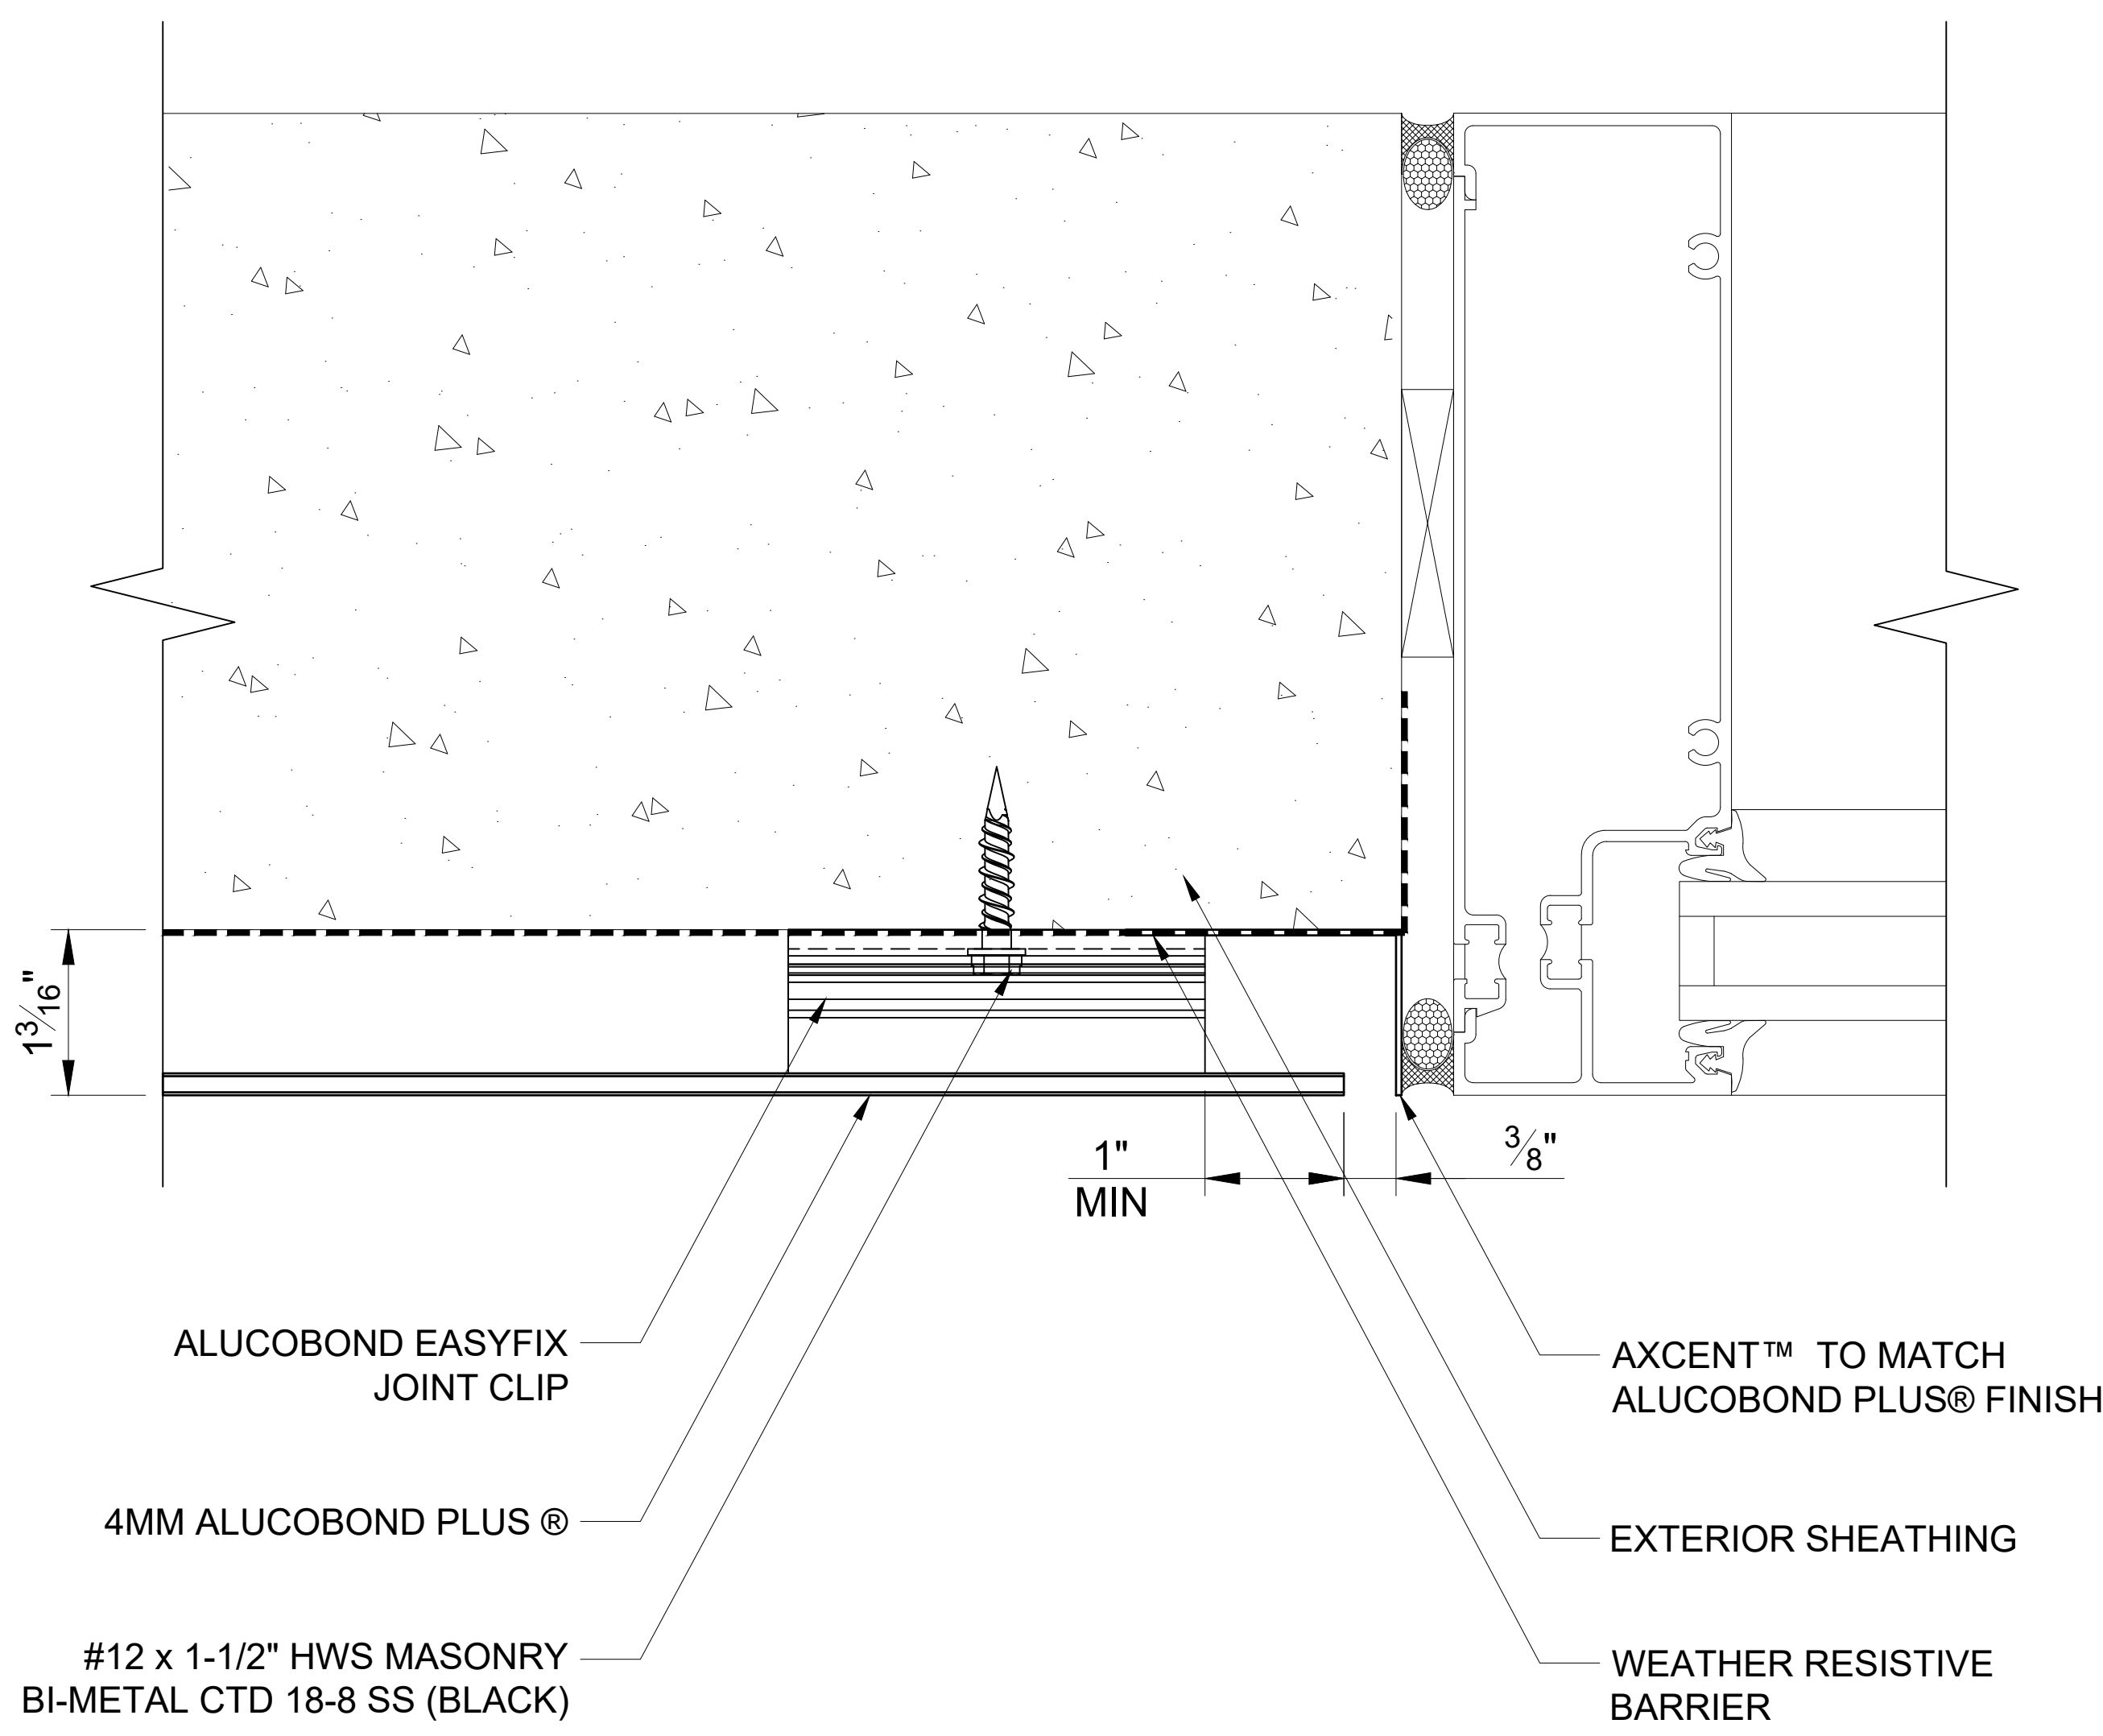 1 3/16"
1"
MIN
3/8"
ALUCOBOND EASYFIX
JOINT CLIP
4MM ALUCOBOND PLUS ®
#12 x 1-1/2" HWS MASONRY
BI-METAL CTD 18-8 SS (BLACK)
AXCENT™ TO MATCH
ALUCOBOND PLUS® FINISH
EXTERIOR SHEATHING
WEATHER RESISTIVE
BARRIER